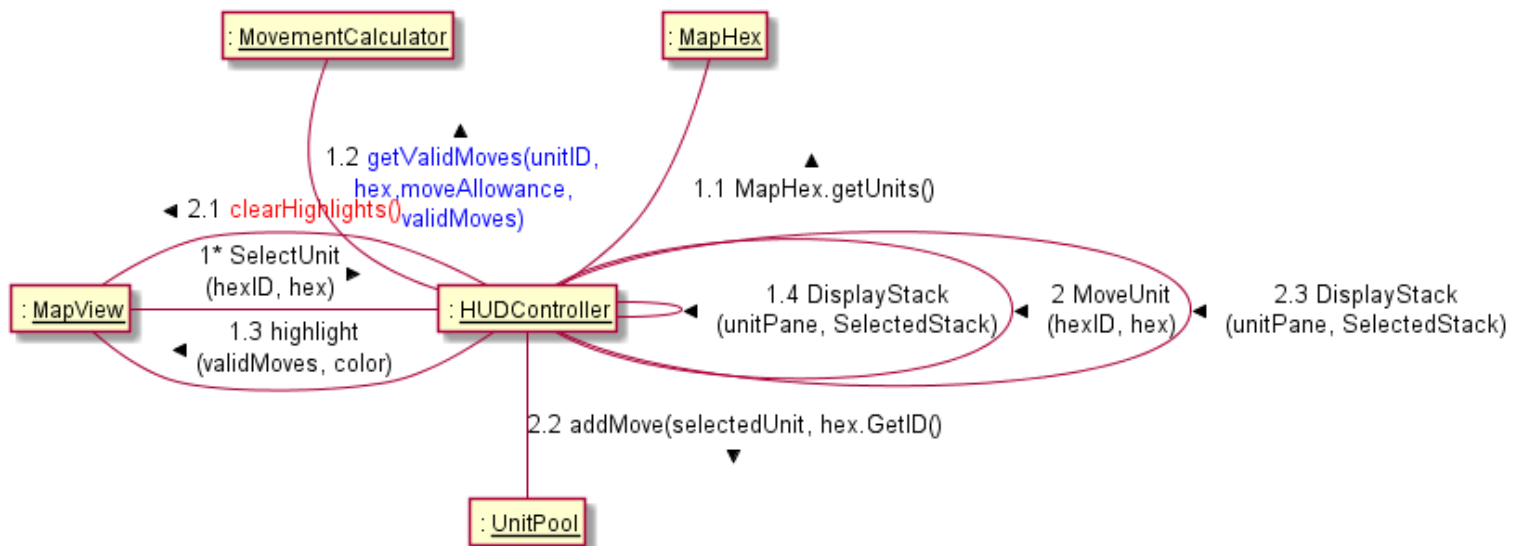 : MovementCalculator
: MapHex
1.2 getValidMoves(unitID,
hex,moveAllowance,
validMoves)
1.1 MapHex.getUnits()
2.1 clearHighlights()
1* SelectUnit
(hexID, hex)
: MapView
: HUDController
1.3 highlight
(validMoves, color)
1.4 DisplayStack
(unitPane, SelectedStack)
2 MoveUnit
(hexID, hex)
2.3 DisplayStack
(unitPane, SelectedStack)
2.2 addMove(selectedUnit, hex.GetID()
: UnitPool